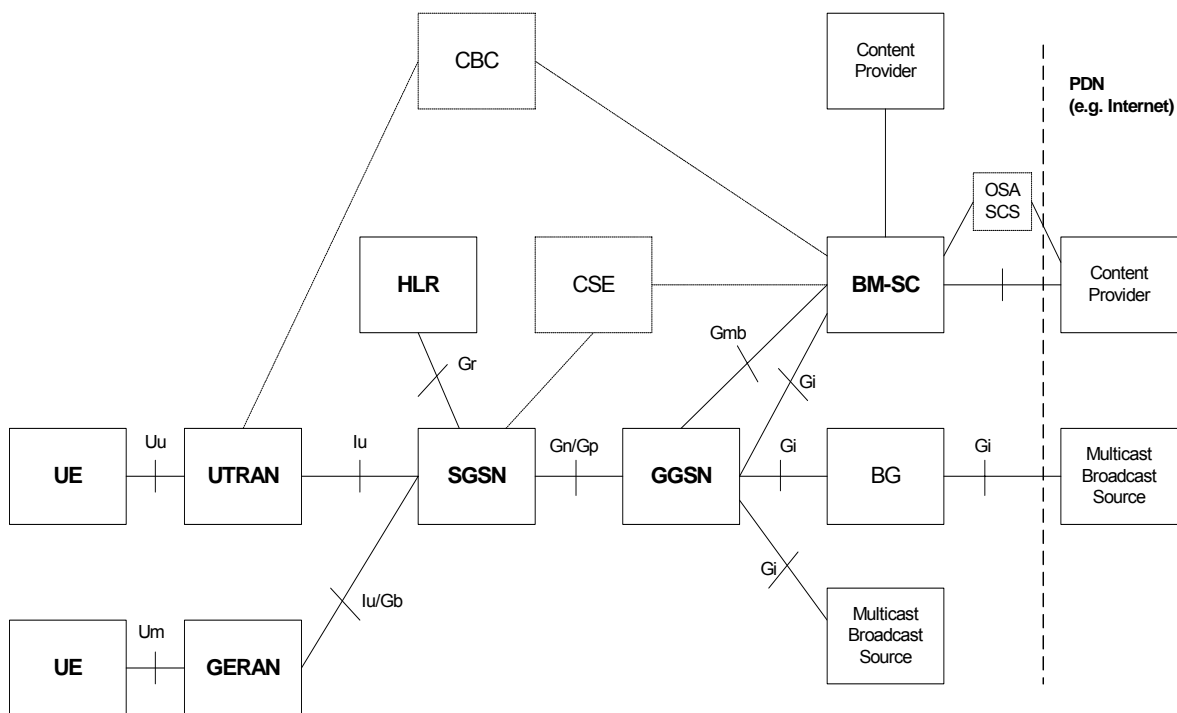 CBC
Content
Provider
PDN
(e.g. Internet)
OSA
SCS
HLR
CSE
BM-SC
Content
Provider
Gmb
Gr
Gi
Uu
Iu
Gn/Gp
Gi
Gi
UE
UTRAN
SGSN
GGSN
BG
Multicast
Broadcast
Source
Gi
Iu/Gb
Um
UE
GERAN
Multicast
Broadcast
Source